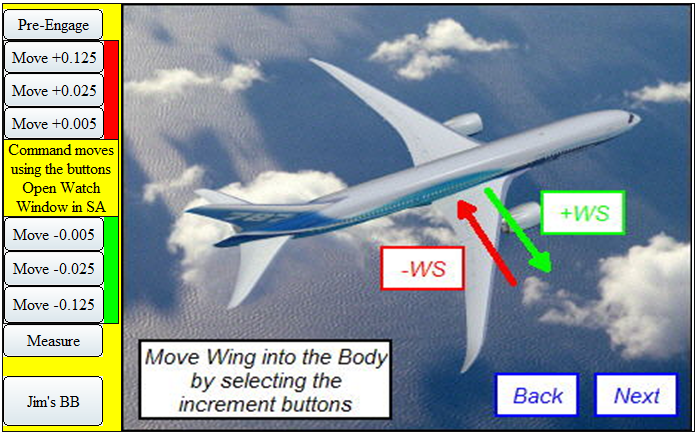 Pre-Engage
Move +0.125
Move +0.025
Move +0.005
Command moves
using the buttons
Open Watch
Window in SA
Move -0.005
Move -0.025
Move -0.125
Measure
Jim's BB
787
+WS
-WS
Move Wing into the Body
by selecting the
increment buttons
Back
Next